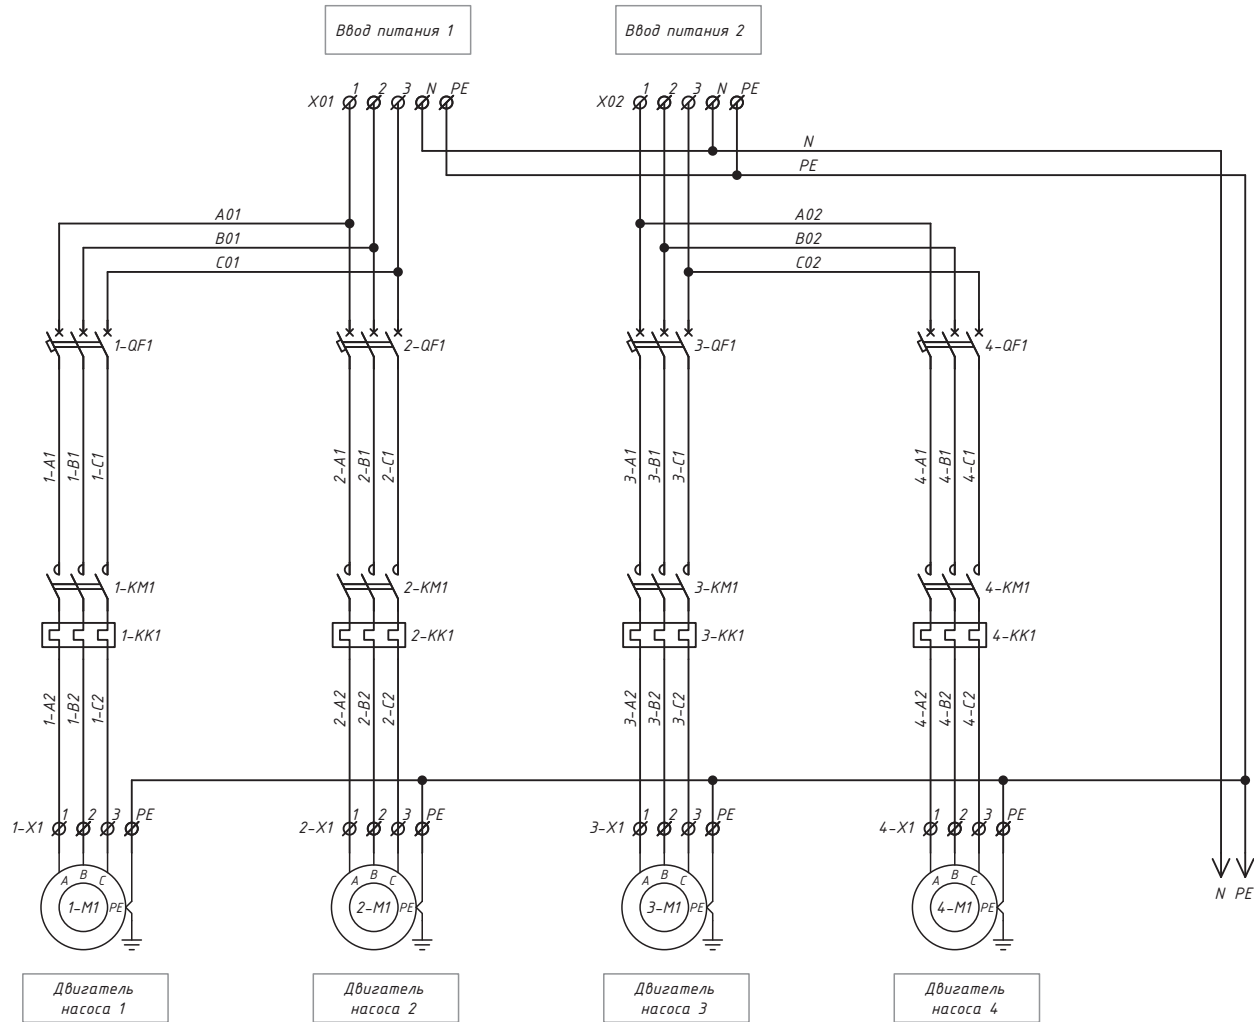 Ввод питания 1
Ввод питания 2
X01 1 2 3 N PE
X02 1 2 3 N PE
N
PE
A01
B01
C01
A02
B02
C02
1-QF1
2-QF1
3-QF1
4-QF1
1-A1 1-B1 1-C1
2-A1 2-B1 2-C1
3-A1 3-B1 3-C1
4-A1 4-B1 4-C1
1-KM1
2-KM1
3-KM1
4-KM1
1-KK1
2-KK1
3-KK1
4-KK1
1-A2 1-B2 1-C2
2-A2 2-B2 2-C2
3-A2 3-B2 3-C2
4-A2 4-B2 4-C2
1-X1 1 2 3 PE
2-X1 1 2 3 PE
3-X1 1 2 3 PE
4-X1 1 2 3 PE
A B C
1-M1 PE
A B C
2-M1 PE
A B C
3-M1 PE
A B C
4-M1 PE
N PE
Двигатель
насоса 1
Двигатель
насоса 2
Двигатель
насоса 3
Двигатель
насоса 4